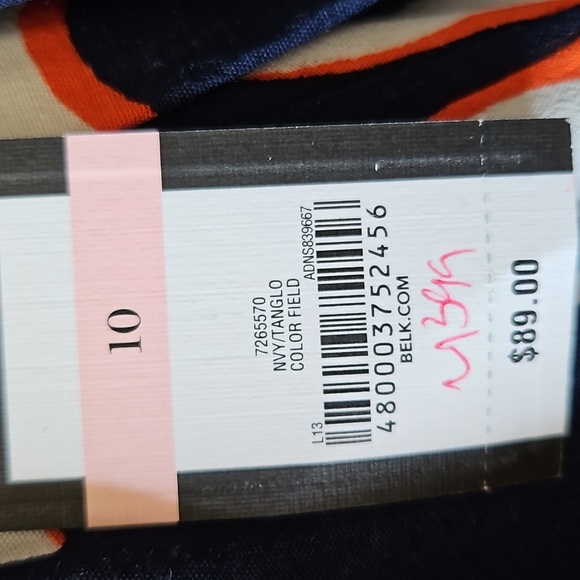 10
7265570
NVY/TANGLO
COLOR FIELD
ADNS839667
L13
480003752456
BELK.COM
$89.00